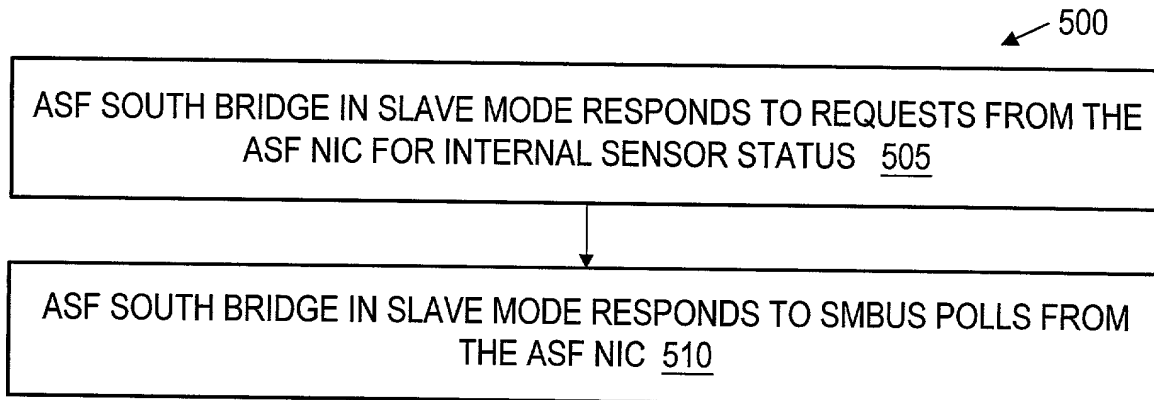 500
ASF SOUTH BRIDGE IN SLAVE MODE RESPONDS TO REQUESTS FROM THE
ASF NIC FOR INTERNAL SENSOR STATUS 505
ASF SOUTH BRIDGE IN SLAVE MODE RESPONDS TO SMBUS POLLS FROM
THE ASF NIC 510